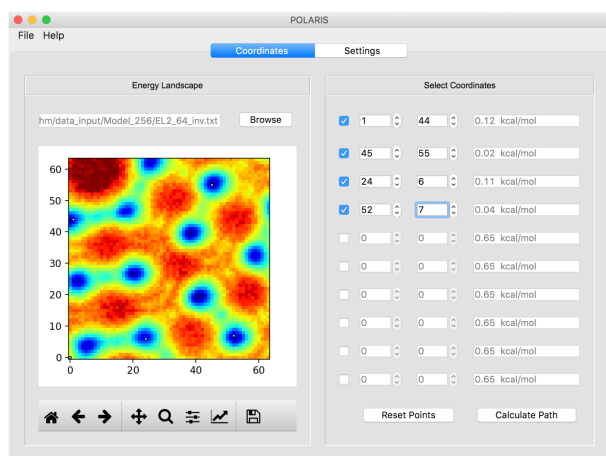 POLARIS
File Help
Coordinates Settings
Energy Landscape
hm/data_input/Model_256/EL2_64_inv.txt Browse
60
50
40
30
20
10
0
0 20 40 60
Select Coordinates
1 44 0.12 kcal/mol
45 55 0.02 kcal/mol
24 6 0.11 kcal/mol
52 7 0.04 kcal/mol
0 0 0.65 kcal/mol
0 0 0.65 kcal/mol
0 0 0.65 kcal/mol
0 0 0.65 kcal/mol
0 0 0.65 kcal/mol
0 0 0.65 kcal/mol
Reset Points Calculate Path